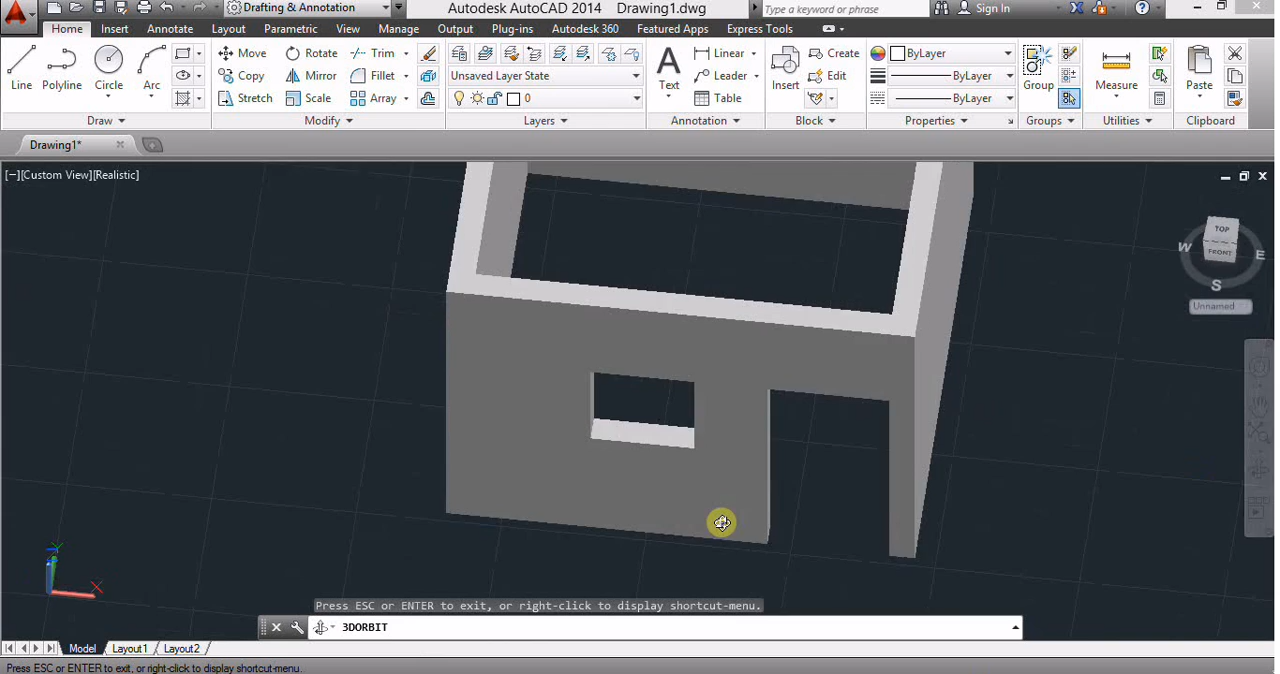 Drafting & Annotation
Autodesk AutoCAD 2014 Drawing1.dwg
Type a keyword or phrase
Sign In
Home Insert Annotate Layout Parametric View Manage Output Plug-ins Autodesk 360 Featured Apps Express Tools
Line Polyline Circle Arc
Move Rotate Trim
Copy Mirror Fillet
Stretch Scale Array
Unsaved Layer State
0
Text
Linear
Leader
Table
Insert
Create
Edit
ByLayer
ByLayer
ByLayer
Group
Measure
Paste
Draw Modify Layers Annotation Block Properties Groups Utilities Clipboard
Drawing1*
[−][Custom View][Realistic]
TOP
FRONT
W
E
S
Unnamed
Y
X
Press ESC or ENTER to exit, or right-click to display shortcut-menu.
3DORBIT
Model Layout1 Layout2
Press ESC or ENTER to exit, or right-click to display shortcut-menu.